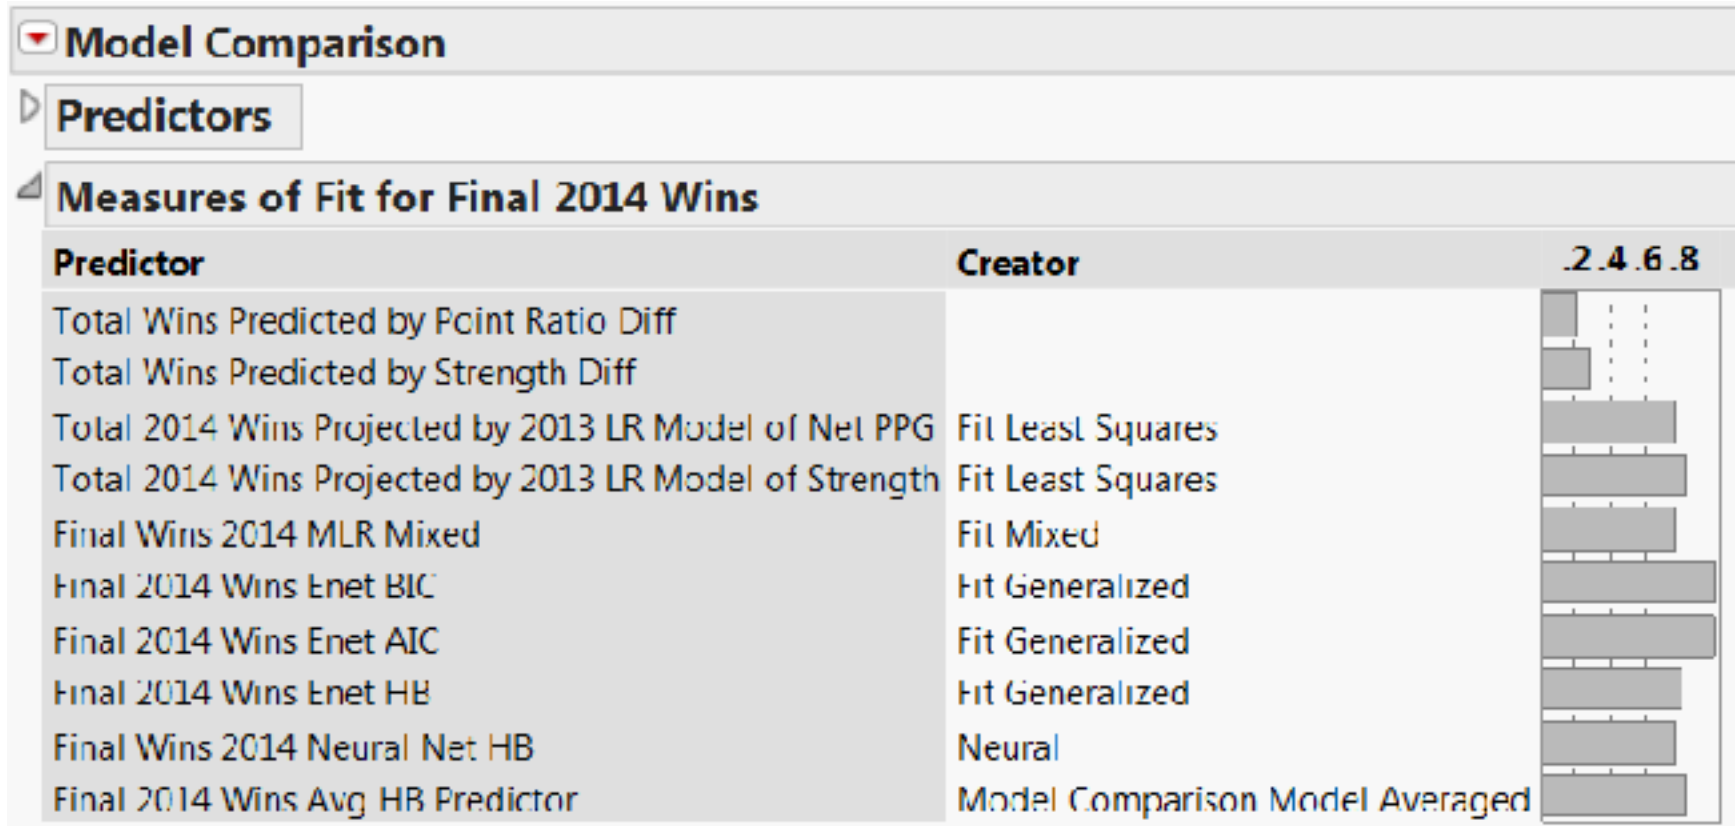 Model Comparison
Predictors
Measures of Fit for Final 2014 Wins
Predictor Creator .2 .4 .6 .8
Total Wins Predicted by Point Ratio Diff
Total Wins Predicted by Strength Diff
Total 2014 Wins Projected by 2013 LR Model of Net PPG Fit Least Squares
Total 2014 Wins Projected by 2013 LR Model of Strength Fit Least Squares
Final Wins 2014 MLR Mixed Fit Mixed
Final 2014 Wins Enet BIC Fit Generalized
Final 2014 Wins Enet AIC Fit Generalized
Final 2014 Wins Enet HB Fit Generalized
Final Wins 2014 Neural Net HB Neural
Final 2014 Wins Avg HB Predictor Model Comparison Model Averaged